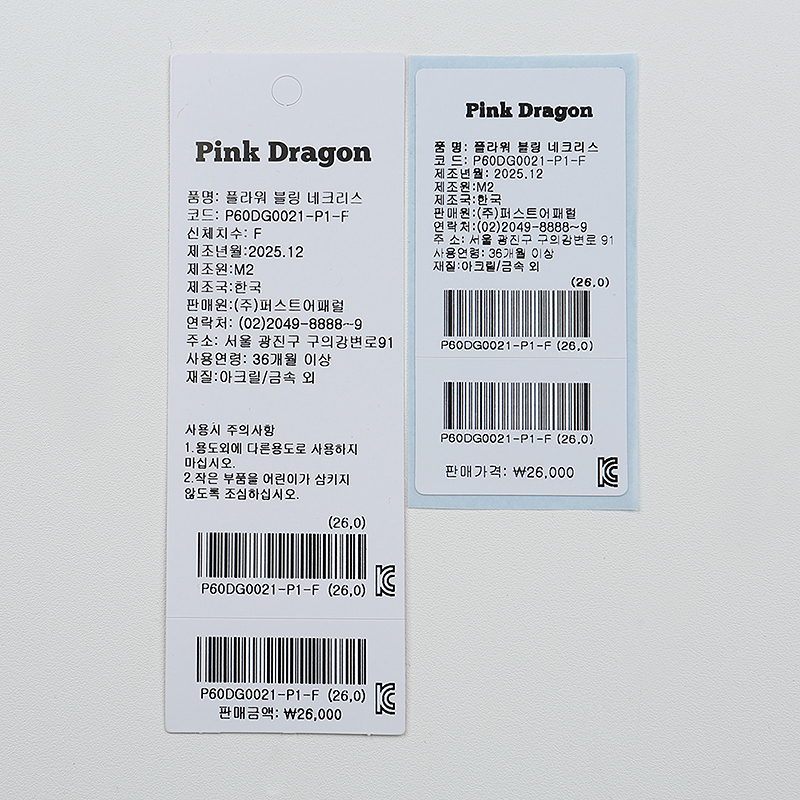 Pink Dragon
품명: 플라워 블링 네크리스
코드: P60DG0021-P1-F
신체치수: F
제조년월:2025.12
제조원:M2
제조국:한국
판매원:(주)퍼스트어패럴
연락처: (02)2049-8888~9
주소: 서울 광진구 구의강변로91
사용연령: 36개월 이상
재질:아크릴/금속 외
사용시 주의사항
1.용도외에 다른용도로 사용하지
마십시오.
2.작은 부품을 어린이가 삼키지
않도록 조심하십시오.
(26.0)
P60DG0021-P1-F (26.0)
P60DG0021-P1-F (26.0)
판매금액: ₩26,000
Pink Dragon
품 명: 플라워 블링 네크리스
코 드: P60DG0021-P1-F
제조년월: 2025.12
제조원:M2
제조국:한국
판매원:(주)퍼스트어패럴
연락처:(02)2049-8888~9
주 소: 서울 광진구 구의강변로 91
사용연령: 36개월 이상
재질:아크릴/금속 외
(26.0)
P60DG0021-P1-F (26.0)
P60DG0021-P1-F (26.0)
판매가격: ₩26,000